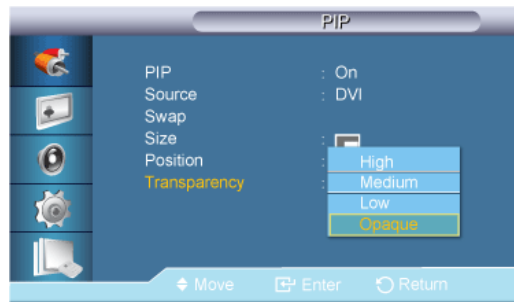 PIP
PIP : On
Source : DVI
Swap
Size :
Position : High
Transparency : Medium
Low
Opaque
Move Enter Return